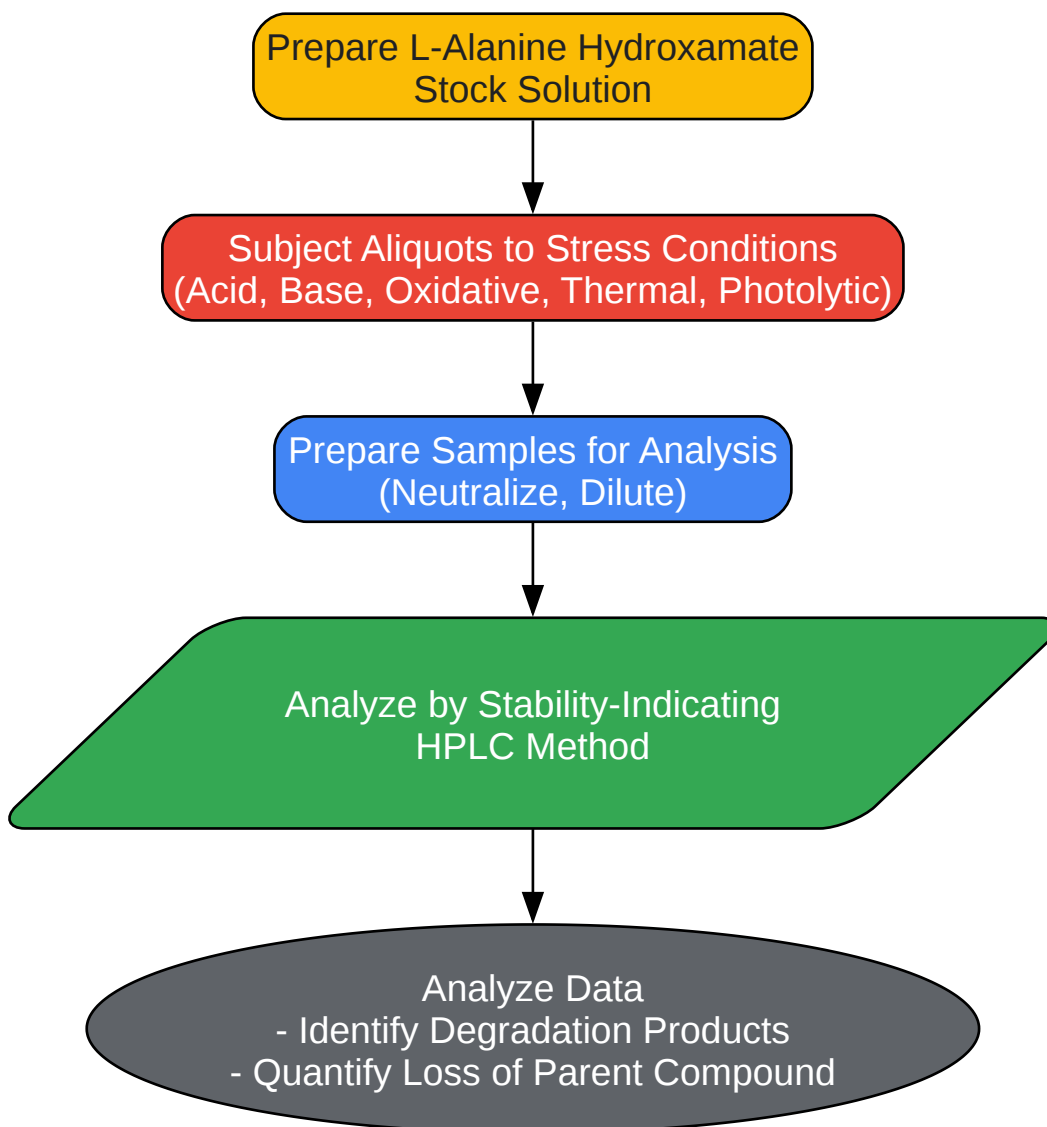 Prepare L-Alanine Hydroxamate
Stock Solution
Subject Aliquots to Stress Conditions
(Acid, Base, Oxidative, Thermal, Photolytic)
Prepare Samples for Analysis
(Neutralize, Dilute)
Analyze by Stability-Indicating
HPLC Method
Analyze Data
- Identify Degradation Products
- Quantify Loss of Parent Compound